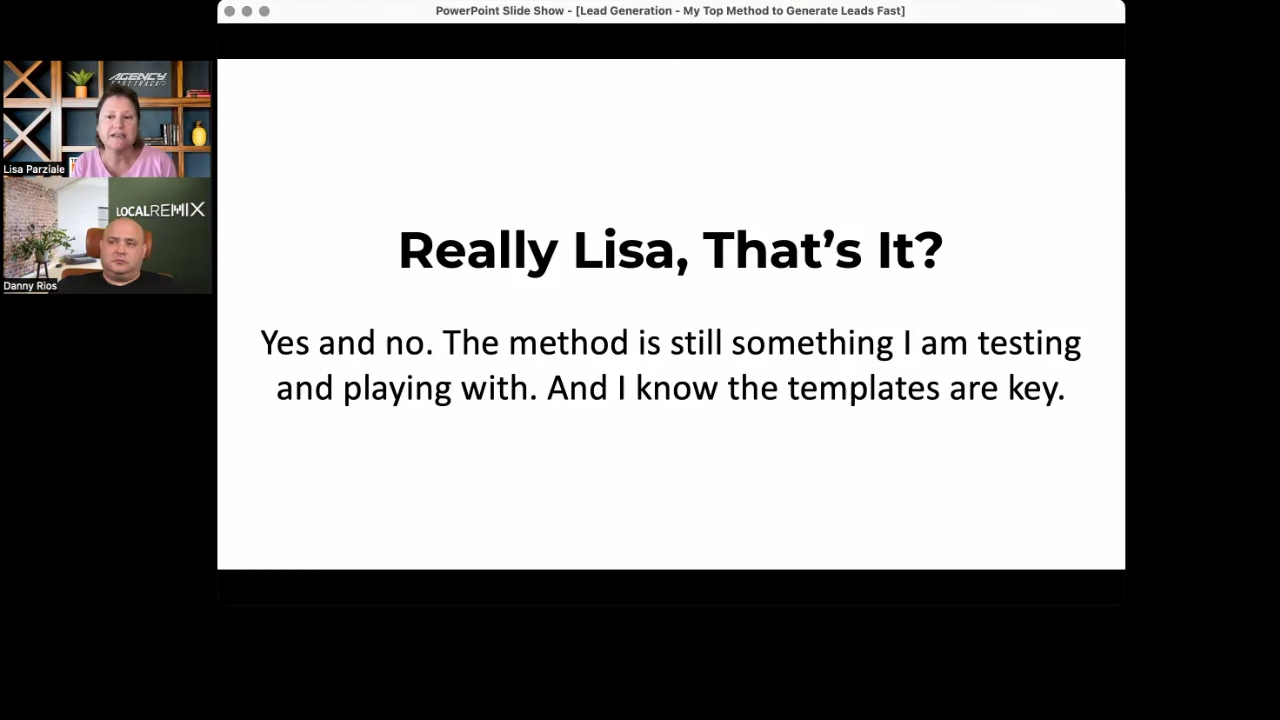 PowerPoint Slide Show - [Lead Generation - My Top Method to Generate Leads Fast]
AGENCY
Lisa Parziale
LOCALREMIX
Danny Rios
Really Lisa, That’s It?
Yes and no. The method is still something I am testing
and playing with. And I know the templates are key.